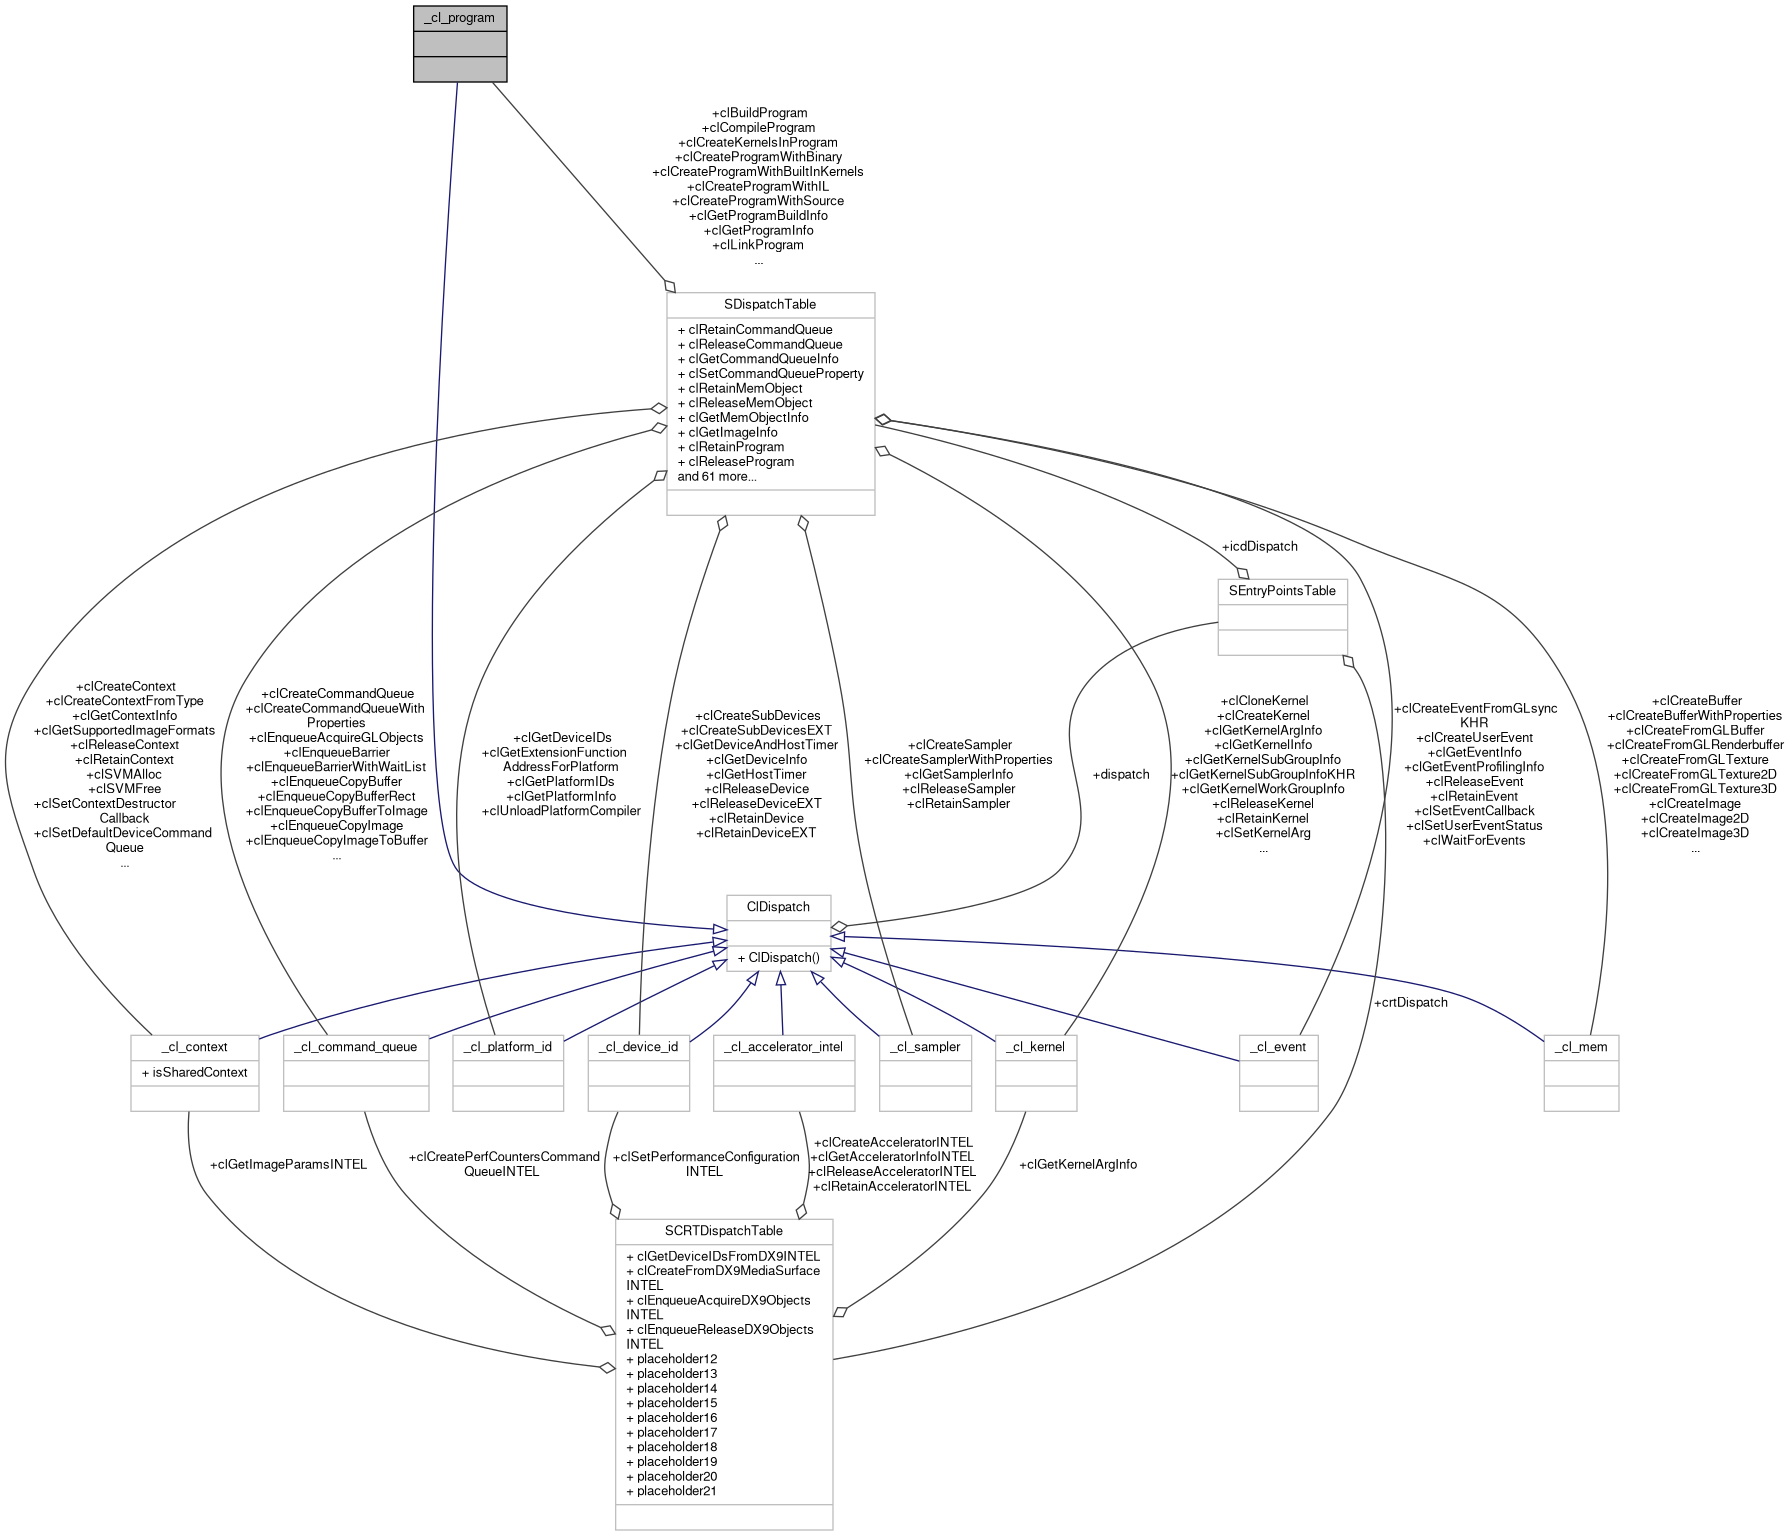 _cl_program
+clBuildProgram
+clCompileProgram
+clCreateKernelsInProgram
+clCreateProgramWithBinary
+clCreateProgramWithBuiltInKernels
+clCreateProgramWithIL
+clCreateProgramWithSource
+clGetProgramBuildInfo
+clGetProgramInfo
+clLinkProgram
...
SDispatchTable
+ clRetainCommandQueue
+ clReleaseCommandQueue
+ clGetCommandQueueInfo
+ clSetCommandQueueProperty
+ clRetainMemObject
+ clReleaseMemObject
+ clGetMemObjectInfo
+ clGetImageInfo
+ clRetainProgram
+ clReleaseProgram
and 61 more...
+icdDispatch
SEntryPointsTable
+clCreateContext
+clCreateContextFromType
+clGetContextInfo
+clGetSupportedImageFormats
+clReleaseContext
+clRetainContext
+clSVMAlloc
+clSVMFree
+clSetContextDestructor
Callback
+clSetDefaultDeviceCommand
Queue
...
+clCreateCommandQueue
+clCreateCommandQueueWith
Properties
+clEnqueueAcquireGLObjects
+clEnqueueBarrier
+clEnqueueBarrierWithWaitList
+clEnqueueCopyBuffer
+clEnqueueCopyBufferRect
+clEnqueueCopyBufferToImage
+clEnqueueCopyImage
+clEnqueueCopyImageToBuffer
...
+clGetDeviceIDs
+clGetExtensionFunction
AddressForPlatform
+clGetPlatformIDs
+clGetPlatformInfo
+clUnloadPlatformCompiler
+clCreateSubDevices
+clCreateSubDevicesEXT
+clGetDeviceAndHostTimer
+clGetDeviceInfo
+clGetHostTimer
+clReleaseDevice
+clReleaseDeviceEXT
+clRetainDevice
+clRetainDeviceEXT
+clCreateSampler
+clCreateSamplerWithProperties
+clGetSamplerInfo
+clReleaseSampler
+clRetainSampler
+dispatch
+clCloneKernel
+clCreateKernel
+clGetKernelArgInfo
+clGetKernelInfo
+clGetKernelSubGroupInfo
+clGetKernelSubGroupInfoKHR
+clGetKernelWorkGroupInfo
+clReleaseKernel
+clRetainKernel
+clSetKernelArg
...
+clCreateEventFromGLsync
KHR
+clCreateUserEvent
+clGetEventInfo
+clGetEventProfilingInfo
+clReleaseEvent
+clRetainEvent
+clSetEventCallback
+clSetUserEventStatus
+clWaitForEvents
+clCreateBuffer
+clCreateBufferWithProperties
+clCreateFromGLBuffer
+clCreateFromGLRenderbuffer
+clCreateFromGLTexture
+clCreateFromGLTexture2D
+clCreateFromGLTexture3D
+clCreateImage
+clCreateImage2D
+clCreateImage3D
...
ClDispatch
+ ClDispatch()
+crtDispatch
_cl_context
+ isSharedContext
_cl_command_queue
_cl_platform_id
_cl_device_id
_cl_accelerator_intel
_cl_sampler
_cl_kernel
_cl_event
_cl_mem
+clGetImageParamsINTEL
+clCreatePerfCountersCommand
QueueINTEL
+clSetPerformanceConfiguration
INTEL
+clCreateAcceleratorINTEL
+clGetAcceleratorInfoINTEL
+clReleaseAcceleratorINTEL
+clRetainAcceleratorINTEL
+clGetKernelArgInfo
SCRTDispatchTable
+ clGetDeviceIDsFromDX9INTEL
+ clCreateFromDX9MediaSurface
INTEL
+ clEnqueueAcquireDX9Objects
INTEL
+ clEnqueueReleaseDX9Objects
INTEL
+ placeholder12
+ placeholder13
+ placeholder14
+ placeholder15
+ placeholder16
+ placeholder17
+ placeholder18
+ placeholder19
+ placeholder20
+ placeholder21